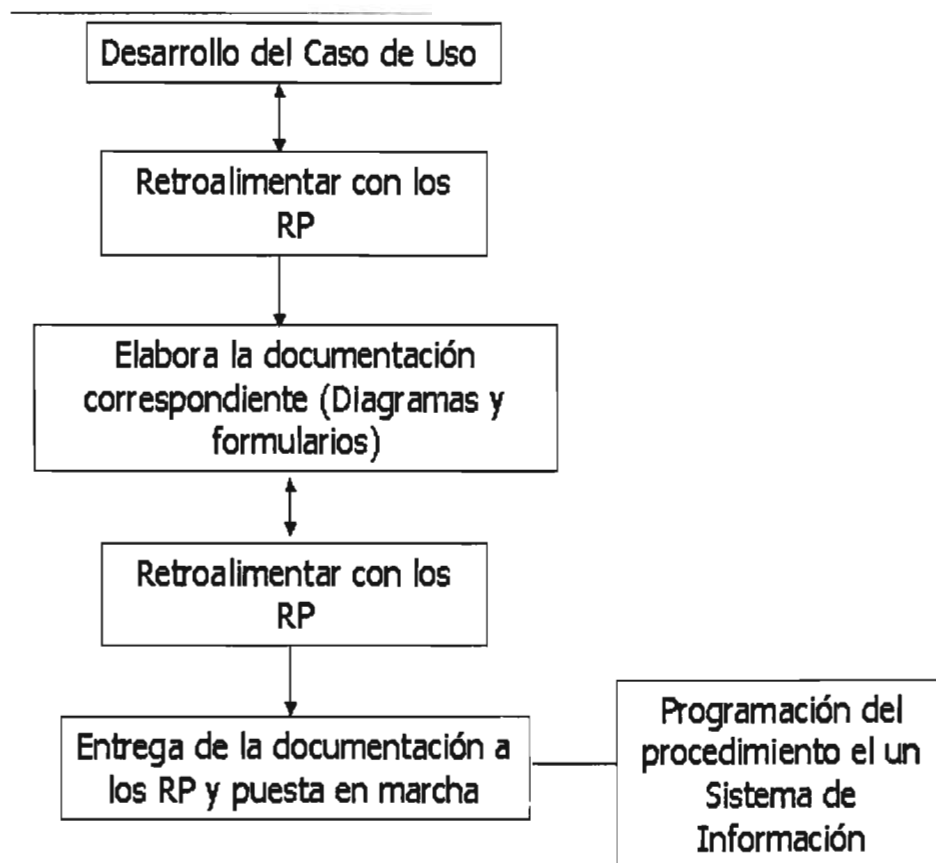 Desarrollo del Caso de Uso
Retroalimentar con los
RP
Elabora la documentación
correspondiente (Diagramas y
formularios)
Retroalimentar con los
RP
Entrega de la documentación a
los RP y puesta en marcha
Programación del
procedimiento el un
Sistema de
Información